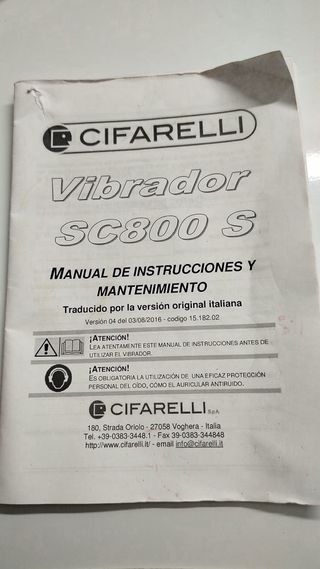 CIFARELLI
Vibrador
SC800 S
MANUAL DE INSTRUCCIONES Y
MANTENIMIENTO
Traducido por la versión original italiana
Versión 04 del 03/08/2016 - codigo 15.182.02
¡ATENCIÓN!
LEA ATENTAMENTE ESTE MANUAL DE INSTRUCCIONES ANTES DE
UTILIZAR EL VIBRADOR.
¡ATENCIÓN!
ES OBLIGATORIA LA UTILIZACIÓN DE UNA EFICAZ PROTECCIÓN
PERSONAL DEL OÍDO, CÓMO EL AURICULAR ANTIRUIDO.
CIFARELLI S.p.A.
180, Strada Oriolo - 27058 Voghera - Italia
Tel. +39-0383-3448.1 - Fax 39-0383-344848
http://www.cifarelli.it/ - email info@cifarelli.it